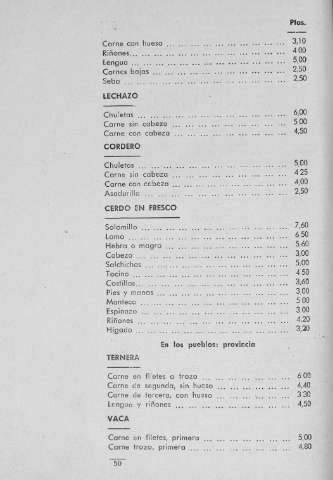 Ptas.
Carne con hueso ... 3,10
Riñones ... 4 00
Lengua ... 5,00
Carnes bajas ... 2,50
Sebo ... 2,50
LECHAZO
Chuletas ... 6,00
Carne sin cabeza ... 5 00
Carne con cabeza ... 4,50
CORDERO
Chuletas ... 5,00
Carne sin cabeza ... 4 25
Carne con cabeza ... 4,00
Asadurilla ... 2,50
CERDO EN FRESCO
Solomillo ... 7,60
Lomo ... 6 50
Hebra o magro ... 5,60
Cabeza ... 3,00
Salchichas ... 5,00
Tocino ... 4 50
Costillas ... 3,60
Pies y manos ... 3,00
Manteca ... 5 00
Espinazo ... 3 00
Riñones ... 4 20
Hígado ... 3,20
En los pueblos: provincia
TERNERA
Carne en filetes o trozo ... 6 00
Carne de segunda, sin hueso ... 4,40
Carne de tercera, con hueso ... 3 30
Lengua y riñones ... 4,50
VACA
Carne en filetes, primera ... 5,00
Carne trozo, primera ... 4,80
50